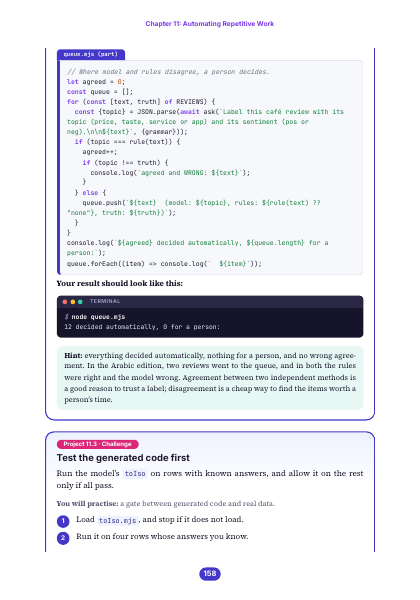 Chapter 11: Automating Repetitive Work
queue.mjs (part)
// Where model and rules disagree, a person decides.
let agreed = 0;
const queue = [];
for (const [text, truth] of REVIEWS) {
  const {topic} = JSON.parse(await ask(`Label this café review with its
topic (price, taste, service or app) and its sentiment (pos or
neg).\n\n${text}`, {grammar}));
  if (topic === rule(text)) {
    agreed++;
    if (topic !== truth) {
      console.log(`agreed and WRONG: ${text}`);
    }
  } else {
    queue.push(`${text}  (model: ${topic}, rules: ${rule(text) ??
"none"}, truth: ${truth})`);
  }
}
console.log(`${agreed} decided automatically, ${queue.length} for a
person:`);
queue.forEach((item) => console.log(`  ${item}`));
Your result should look like this:
TERMINAL
$ node queue.mjs
12 decided automatically, 0 for a person:
Hint: everything decided automatically, nothing for a person, and no wrong agree-
ment. In the Arabic edition, two reviews went to the queue, and in both the rules
were right and the model wrong. Agreement between two independent methods is
a good reason to trust a label; disagreement is a cheap way to find the items worth a
person's time.
Project 11.3 · Challenge
Test the generated code first
Run the model's toIso on rows with known answers, and allow it on the rest
only if all pass.
You will practise: a gate between generated code and real data.
1 Load toIso.mjs, and stop if it does not load.
2 Run it on four rows whose answers you know.
158